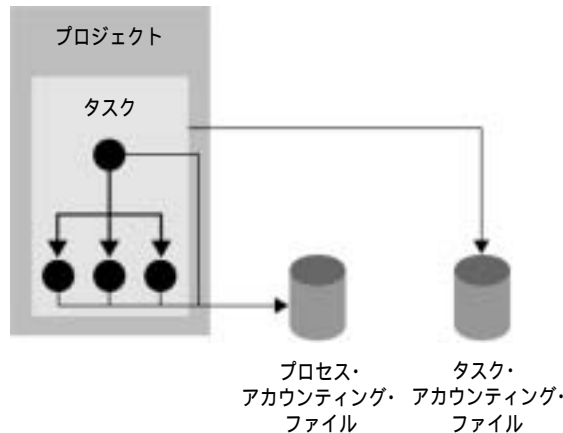 プロジェクト
タスク
プロセス・
アカウンティング・
ファイル
タスク・
アカウンティング・
ファイル